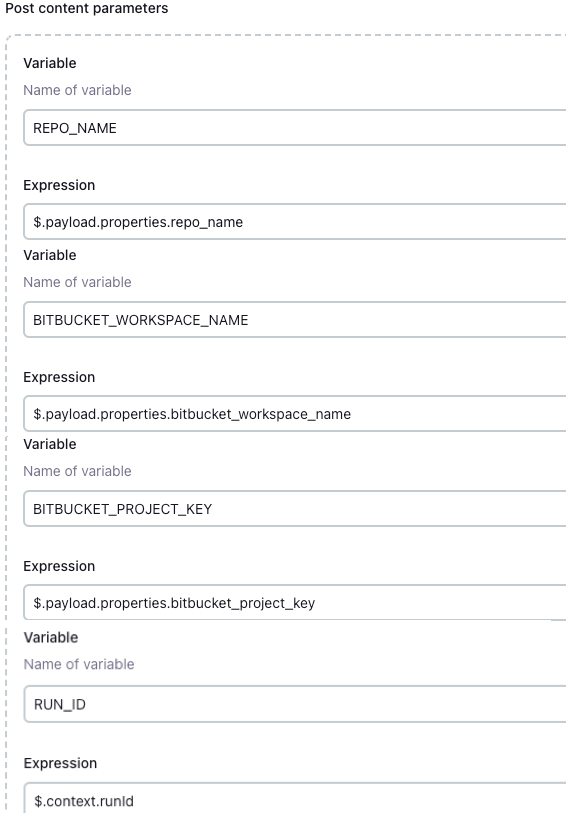 Post content parameters
Variable
Name of variable
REPO_NAME
Expression
$.payload.properties.repo_name
Variable
Name of variable
BITBUCKET_WORKSPACE_NAME
Expression
$.payload.properties.bitbucket_workspace_name
Variable
Name of variable
BITBUCKET_PROJECT_KEY
Expression
$.payload.properties.bitbucket_project_key
Variable
Name of variable
RUN_ID
Expression
$.context.runId